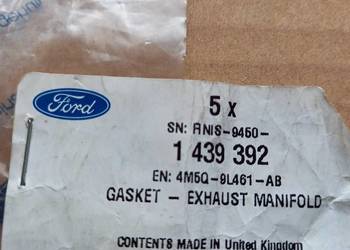 Ford
5 x
SN: RNIS-9450-
1 439 392
EN: 4M5Q-9L461-AB
GASKET - EXHAUST MANIFOLD
CONTENTS MADE IN United Kingdom